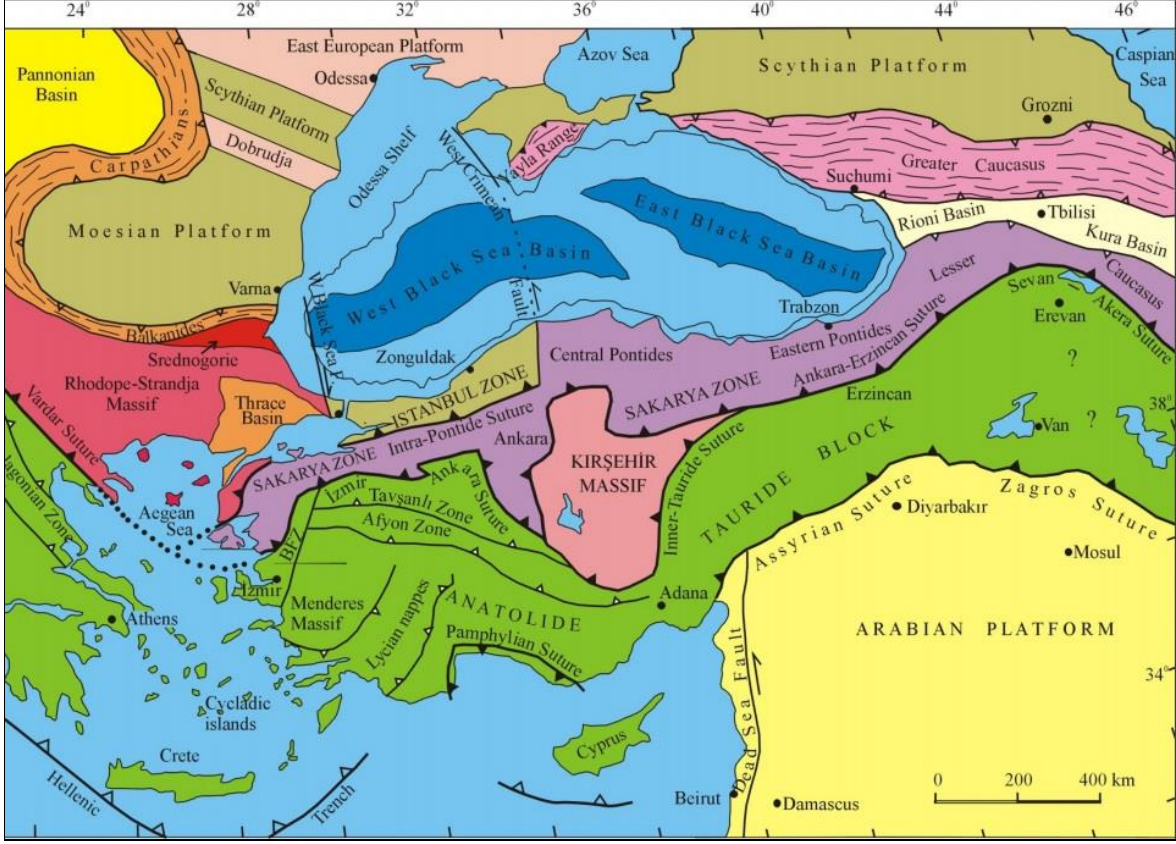 24° 28° 32° 36° 40° 44° 46°
East European Platform
Azov Sea
Caspian
Sea
Pannonian
Basin
Odessa
Scythian Platform
Scythian Platform
Grozni
Dobrudja
Carpathians-
Odessa Shelf
West Crimean
Fault
Yayla Range
Greater Caucasus
Suchumi
Rioni Basin
Tbilisi
Kura Basin
Moesian Platform
East Black Sea Basin
West Black Sea Basin
Lesser
Caucasus
Varna
W.Black Sea F.
Trabzon
Sevan
Akera Suture
Erevan
Balkanides
Srednogorie
Zonguldak
Central Pontides
Eastern Pontides
Rhodope-Strandja
Massif
Thrace
Basin
ISTANBUL ZONE
SAKARYA ZONE
Ankara-Erzincan Suture
Erzincan
?
38°
Vardar Suture
Intra-Pontide Suture
SAKARYA ZONE
Ankara
KIRŞEHİR
MASSIF
Van
?
lagonian Zone
Aegean
Sea
BFZ
İzmir
Ankara Suture
Tavşanlı Zone
Afyon Zone
Inner-Tauride Suture
TAURIDE BLOCK
Assyrian Suture
Zagros Suture
Diyarbakır
Mosul
İzmir
Menderes
Massif
Lycian nappes
ANATOLIDE
Adana
Athens
Pamphylian Suture
ARABIAN PLATFORM
34°
Cycladic
islands
Crete
Cyprus
Dead Sea Fault
Hellenic
Trench
Beirut
Damascus
0 200 400 km